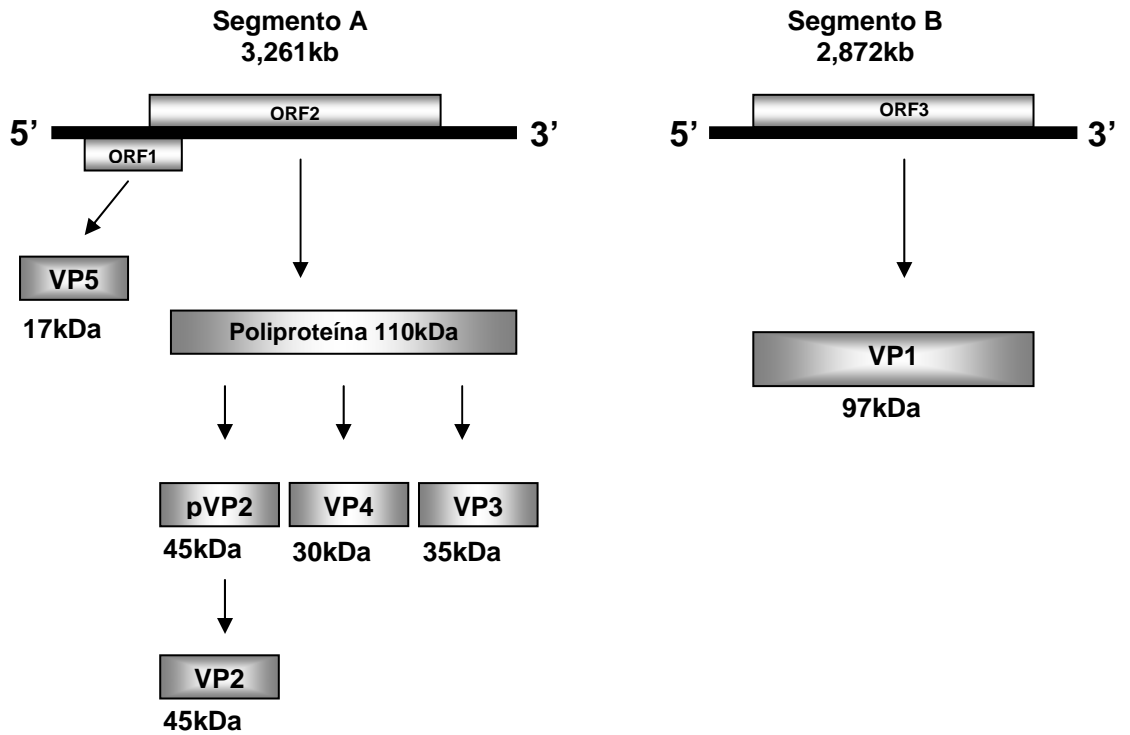 Segmento A
3,261kb
ORF2
5’
3’
ORF1
VP5
17kDa
Poliproteína 110kDa
pVP2
VP4
VP3
45kDa
30kDa
35kDa
VP2
45kDa
Segmento B
2,872kb
ORF3
5’
3’
VP1
97kDa